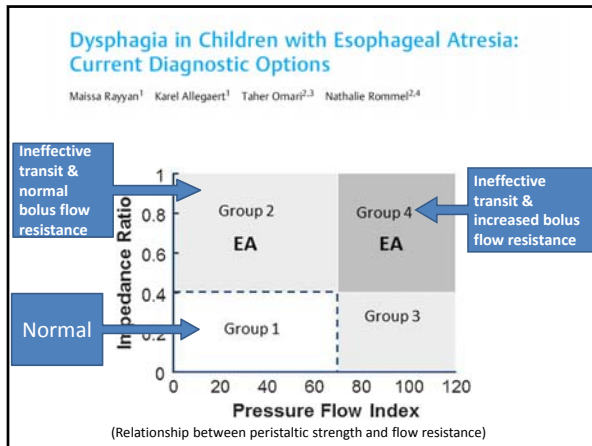 Dysphagia in Children with Esophageal Atresia:
Current Diagnostic Options
Maissa Rayyan¹ Karel Allegaert¹ Taher Omari²,³ Nathalie Rommel²,⁴
Ineffective
transit &
normal
bolus flow
resistance
Ineffective
transit &
increased bolus
flow resistance
Normal
Impedance Ratio
1
0.8
0.6
0.4
0.2
0
Group 2
EA
Group 4
EA
Group 1
Group 3
0 20 40 60 80 100 120
Pressure Flow Index
(Relationship between peristaltic strength and flow resistance)